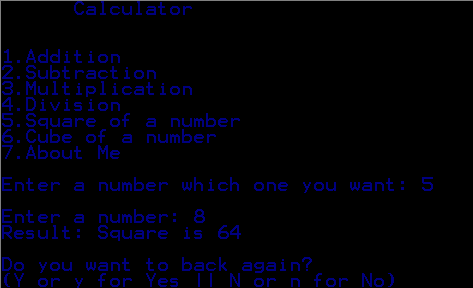 Calculator
1.Addition
2.Subtraction
3.Multiplication
4.Division
5.Square of a number
6.Cube of a number
7.About Me
Enter a number which one you want: 5
Enter a number: 8
Result: Square is 64
Do you want to back again?
(Y or y for Yes || N or n for No)